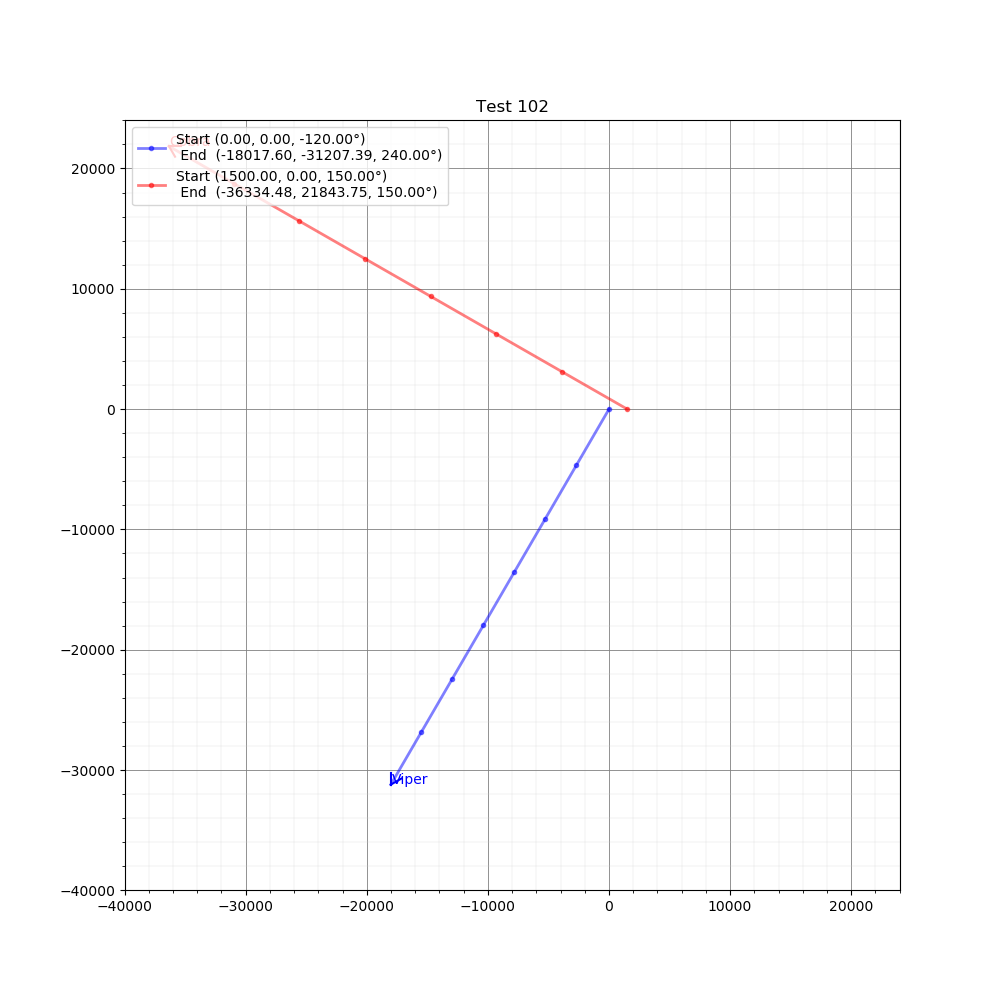 Test 102
Start (0.00, 0.00, -120.00°)
End (-18017.60, -31207.39, 240.00°)
Start (1500.00, 0.00, 150.00°)
End (-36334.48, 21843.75, 150.00°)
20000
10000
0
−10000
−20000
−30000
−40000
Viper
−40000 −30000 −20000 −10000 0 10000 20000